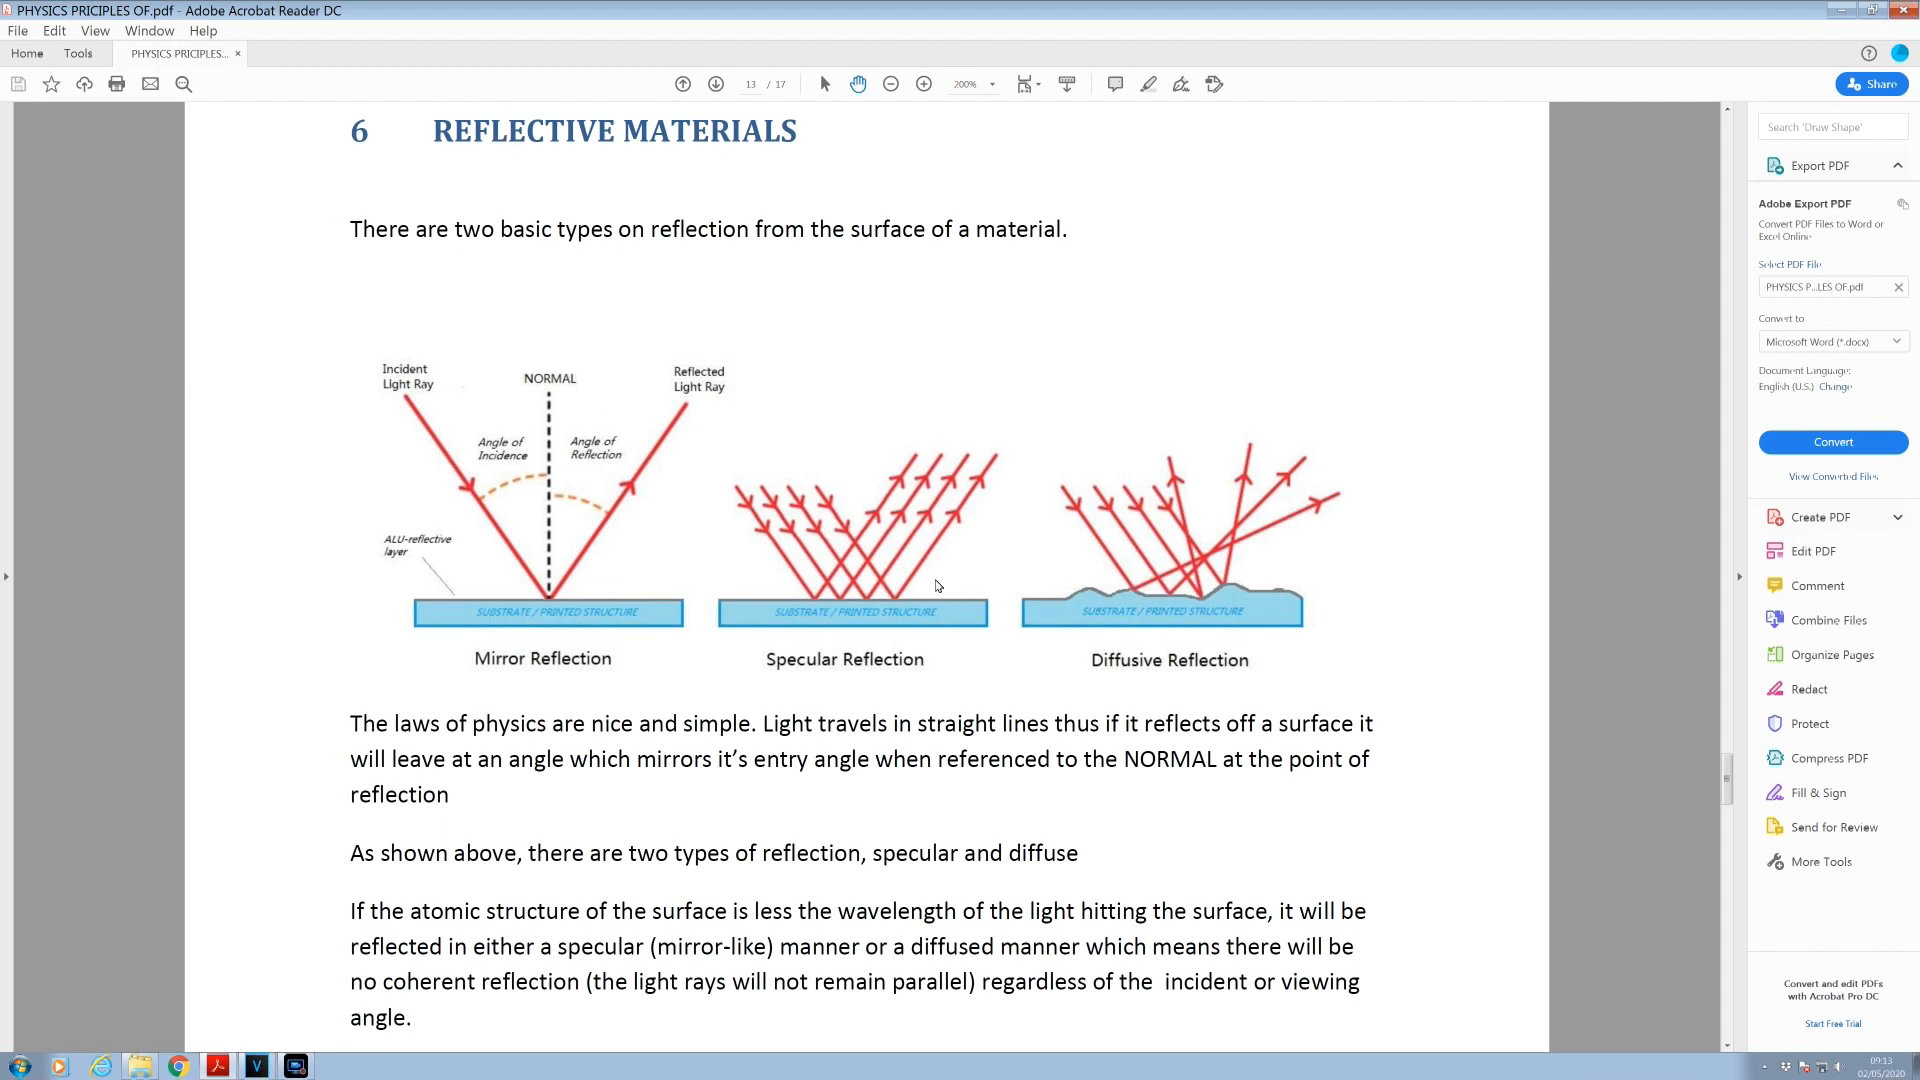 PHYSICS PRICIPLES OF.pdf - Adobe Acrobat Reader DC
File Edit View Window Help
Home Tools PHYSICS PRICIPLES... ×
13 / 17 200% Share
6 REFLECTIVE MATERIALS
There are two basic types on reflection from the surface of a material.
Incident
Light Ray
NORMAL
Reflected
Light Ray
Angle of
Incidence
Angle of
Reflection
ALU-reflective
layer
SUBSTRATE / PRINTED STRUCTURE
SUBSTRATE / PRINTED STRUCTURE
SUBSTRATE / PRINTED STRUCTURE
Mirror Reflection
Specular Reflection
Diffusive Reflection
The laws of physics are nice and simple. Light travels in straight lines thus if it reflects off a surface it
will leave at an angle which mirrors it’s entry angle when referenced to the NORMAL at the point of
reflection
As shown above, there are two types of reflection, specular and diffuse
If the atomic structure of the surface is less the wavelength of the light hitting the surface, it will be
reflected in either a specular (mirror-like) manner or a diffused manner which means there will be
no coherent reflection (the light rays will not remain parallel) regardless of the incident or viewing
angle.
Search 'Draw Shape'
Export PDF
Adobe Export PDF
Convert PDF Files to Word or
Excel Online
Select PDF File
PHYSICS P...LES OF.pdf
Convert to
Microsoft Word (*.docx)
Document Language:
English (U.S.) Change
Convert
View Converted Files
Create PDF
Edit PDF
Comment
Combine Files
Organize Pages
Redact
Protect
Compress PDF
Fill & Sign
Send for Review
More Tools
Convert and edit PDFs
with Acrobat Pro DC
Start Free Trial
09:13
02/05/2020